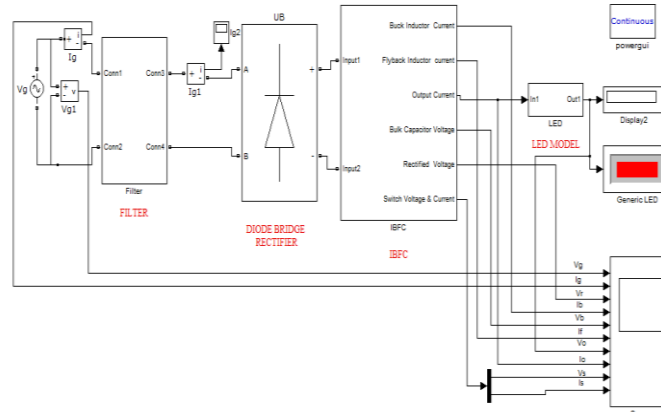 Continuous
powergui
Ig
Vg
Vg1
Conn1
Conn2
Conn3
Conn4
Filter
FILTER
Ig1
Ig2
UB
A
B
+
-
DIODE BRIDGE
RECTIFIER
Input1
Input2
Buck Inductor Current
Flyback Inductor current
Output Current
Bulk Capacitor Voltage
Rectified Voltage
Switch Voltage & Current
IBFC
IBFC
In1
Out1
LED
LED MODEL
Display2
Generic LED
Vg
Ig
Vr
Ib
Vb
If
Vo
Io
Vs
Is